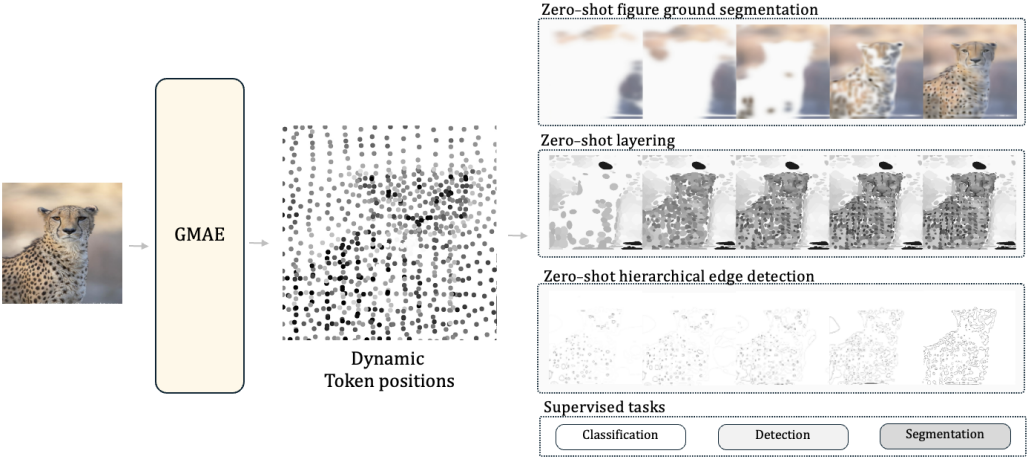 Zero-shot figure ground segmentation
GMAE
Dynamic
Token positions
Zero-shot layering
Zero-shot hierarchical edge detection
Supervised tasks
Classification
Detection
Segmentation